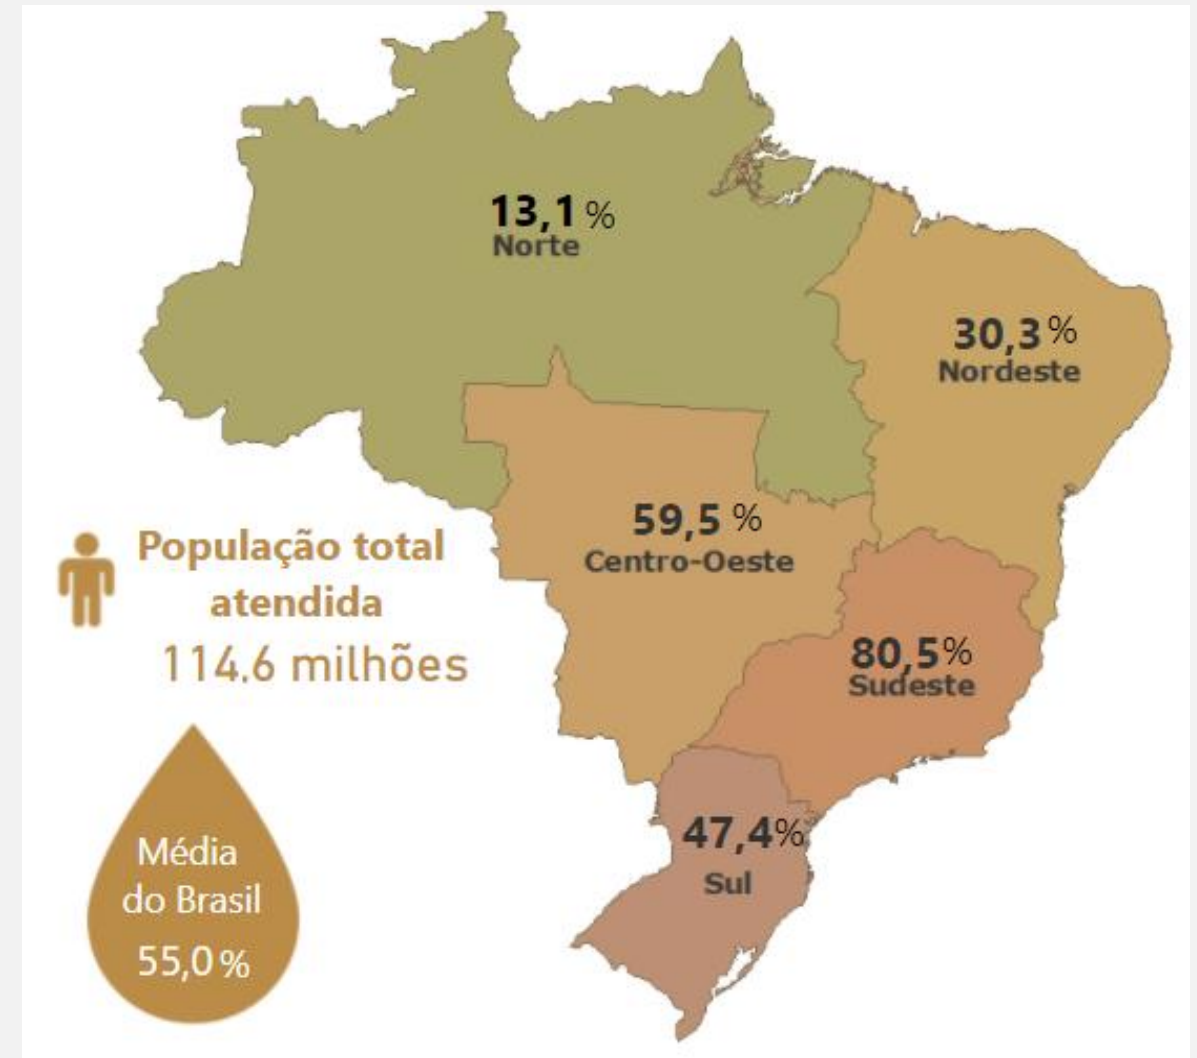 13,1 %
Norte
30,3 %
Nordeste
59,5 %
Centro-Oeste
População total
atendida
114.6 milhões
80,5%
Sudeste
47,4%
Sul
Média
do Brasil
55,0 %